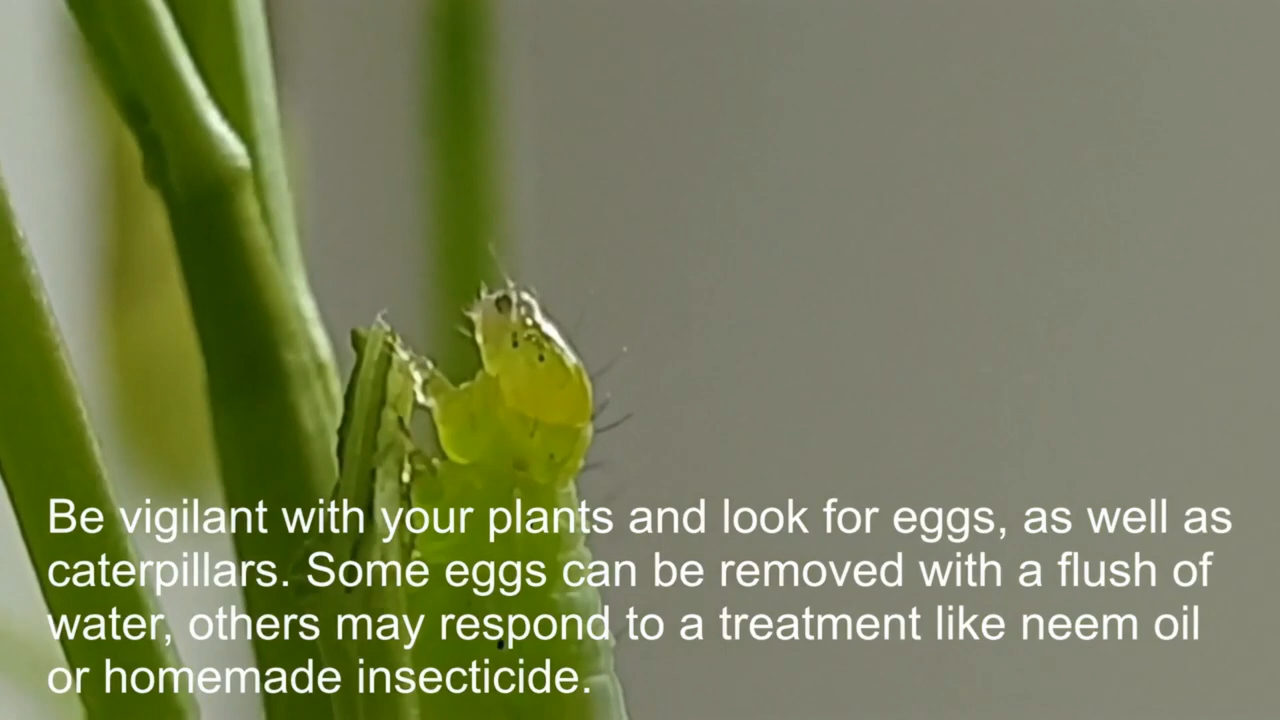 Be vigilant with your plants and look for eggs, as well as
caterpillars. Some eggs can be removed with a flush of
water, others may respond to a treatment like neem oil
or homemade insecticide.